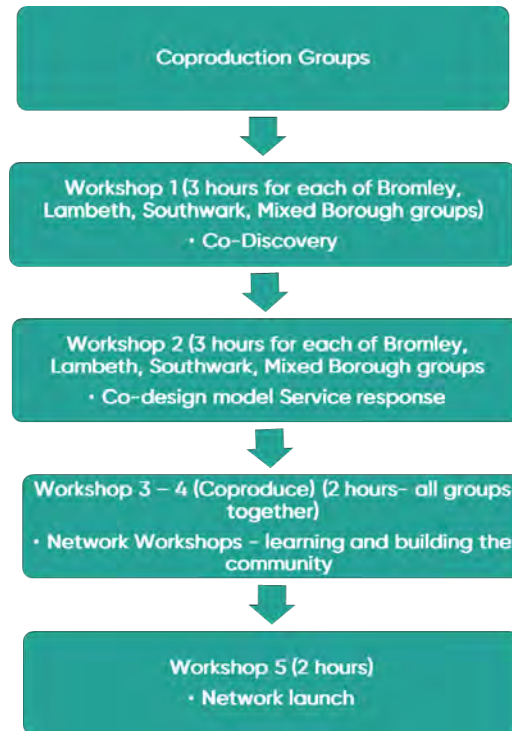 Coproduction Groups
Workshop 1 (3 hours for each of Bromley,
Lambeth, Southwark, Mixed Borough groups)
• Co-Discovery
Workshop 2 (3 hours for each of Bromley,
Lambeth, Southwark, Mixed Borough groups
• Co-design model Service response
Workshop 3 – 4 (Coproduce) (2 hours- all groups
together)
• Network Workshops - learning and building the
community
Workshop 5 (2 hours)
• Network launch